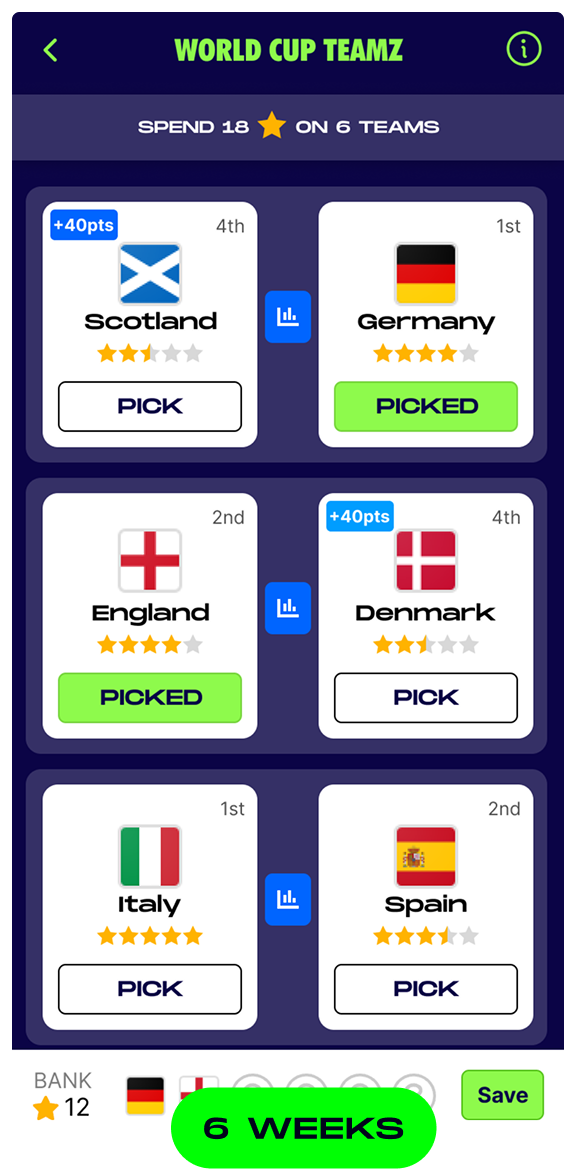 WORLD CUP TEAMZ
SPEND 18 ON 6 TEAMS
+40pts
4th
Scotland
PICK
1st
Germany
PICKED
2nd
England
PICKED
+40pts
4th
Denmark
PICK
1st
Italy
PICK
2nd
Spain
PICK
BANK
12
Save
6 WEEKS